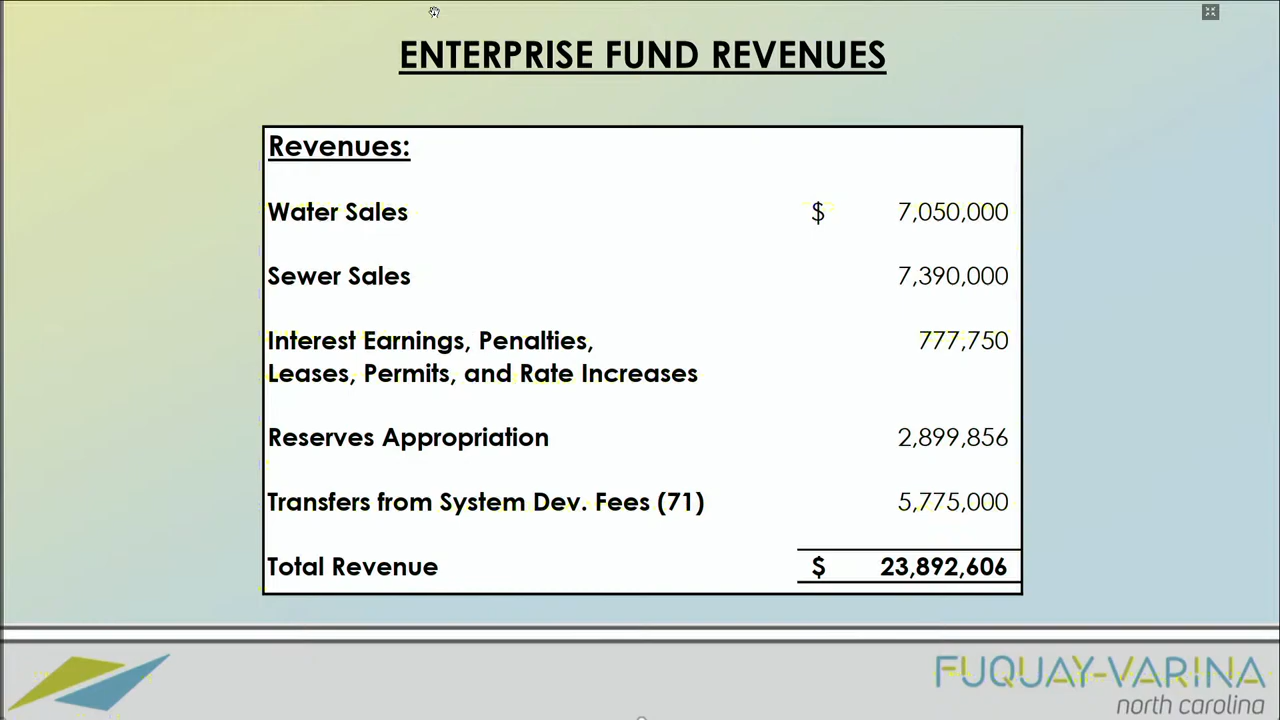 ENTERPRISE FUND REVENUES
Revenues:
Water Sales $ 7,050,000
Sewer Sales 7,390,000
Interest Earnings, Penalties, 777,750
Leases, Permits, and Rate Increases
Reserves Appropriation 2,899,856
Transfers from System Dev. Fees (71) 5,775,000
Total Revenue $ 23,892,606
FUQUAY-VARINA
north carolina